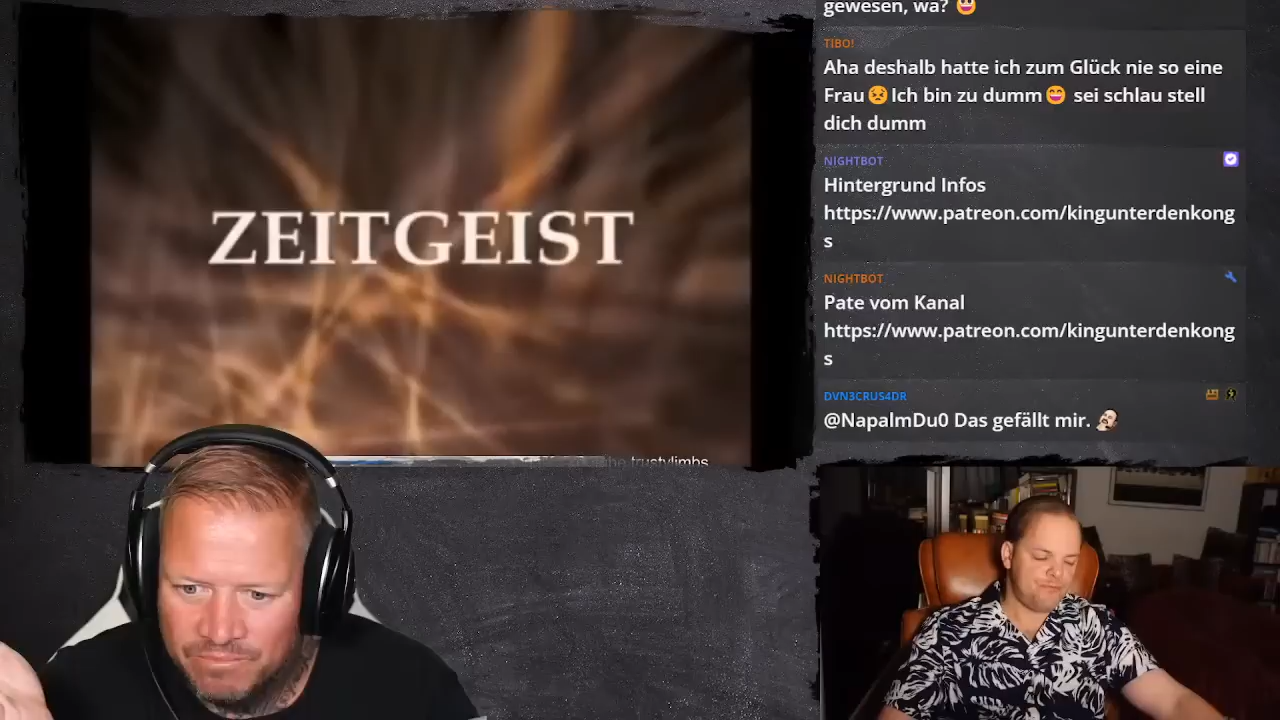 ZEITGEIST
trustylimbs
gewesen, wa? 😃
TIBO!
Aha deshalb hatte ich zum Glück nie so eine
Frau😣Ich bin zu dumm😄 sei schlau stell
dich dumm
NIGHTBOT
Hintergrund Infos
https://www.patreon.com/kingunterdenkong
s
NIGHTBOT
Pate vom Kanal
https://www.patreon.com/kingunterdenkong
s
DVN3CRUS4DR
@NapalmDu0 Das gefällt mir.